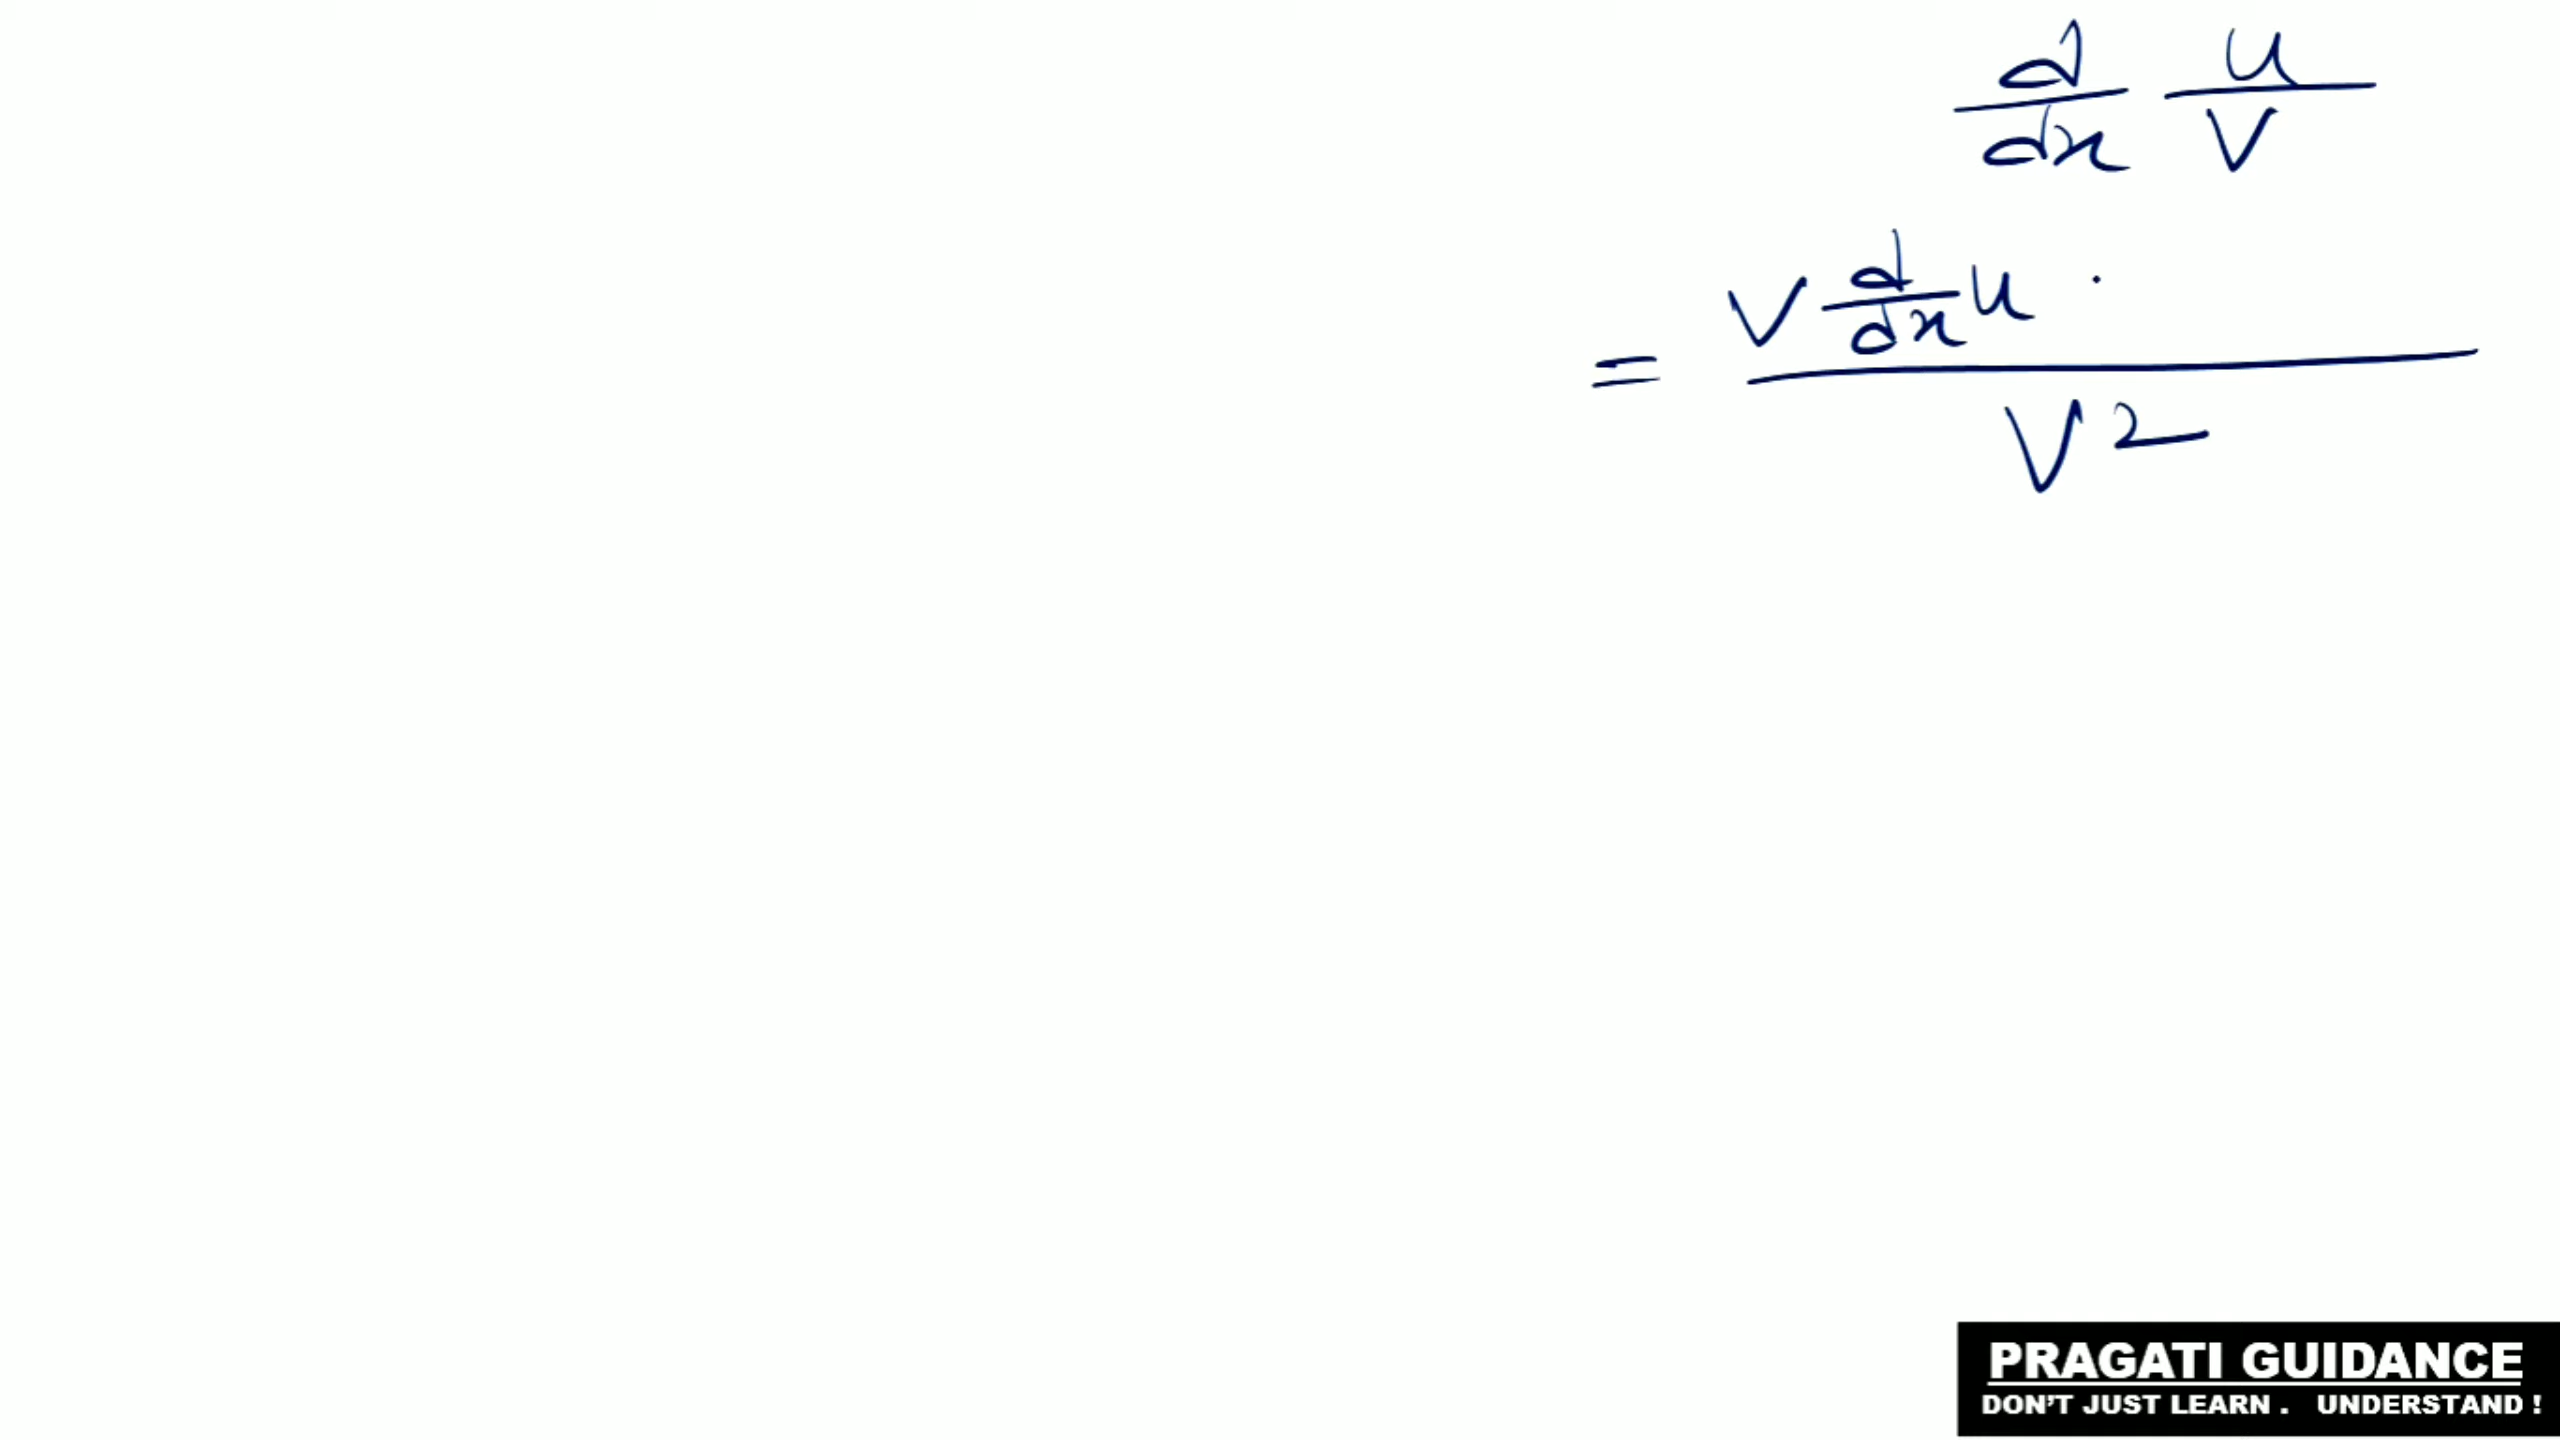 d/dx u/v
= v d/dx u . / v²
PRAGATI GUIDANCE
DON'T JUST LEARN . UNDERSTAND !